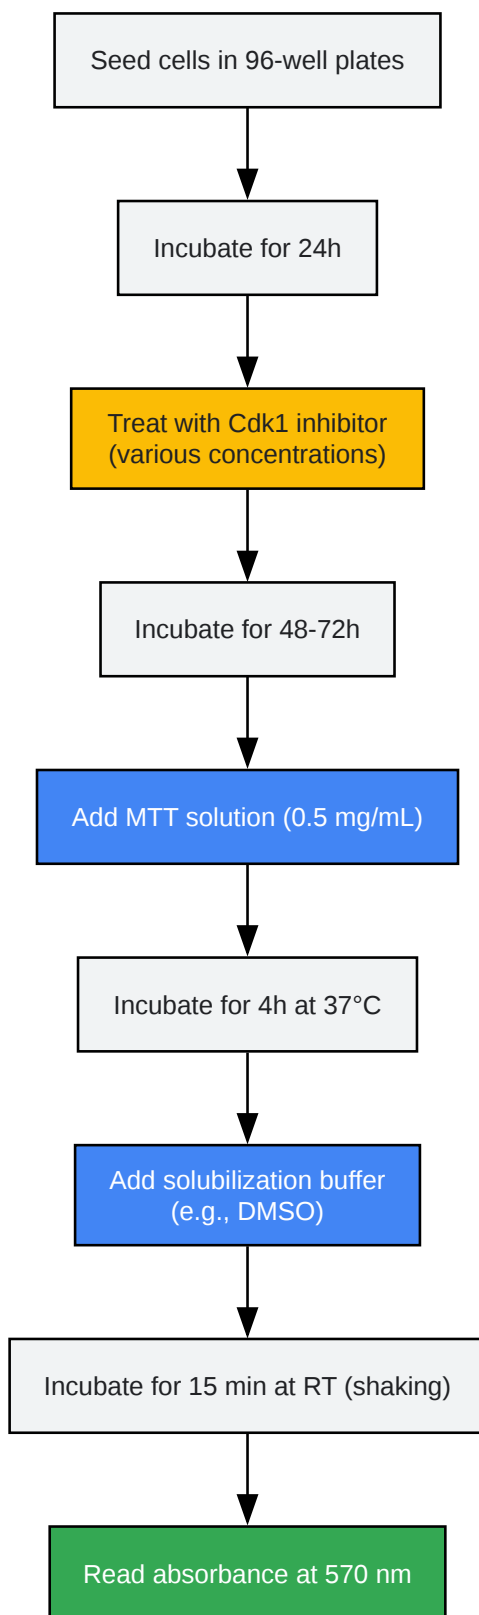 Seed cells in 96-well plates
Incubate for 24h
Treat with Cdk1 inhibitor
(various concentrations)
Incubate for 48-72h
Add MTT solution (0.5 mg/mL)
Incubate for 4h at 37°C
Add solubilization buffer
(e.g., DMSO)
Incubate for 15 min at RT (shaking)
Read absorbance at 570 nm